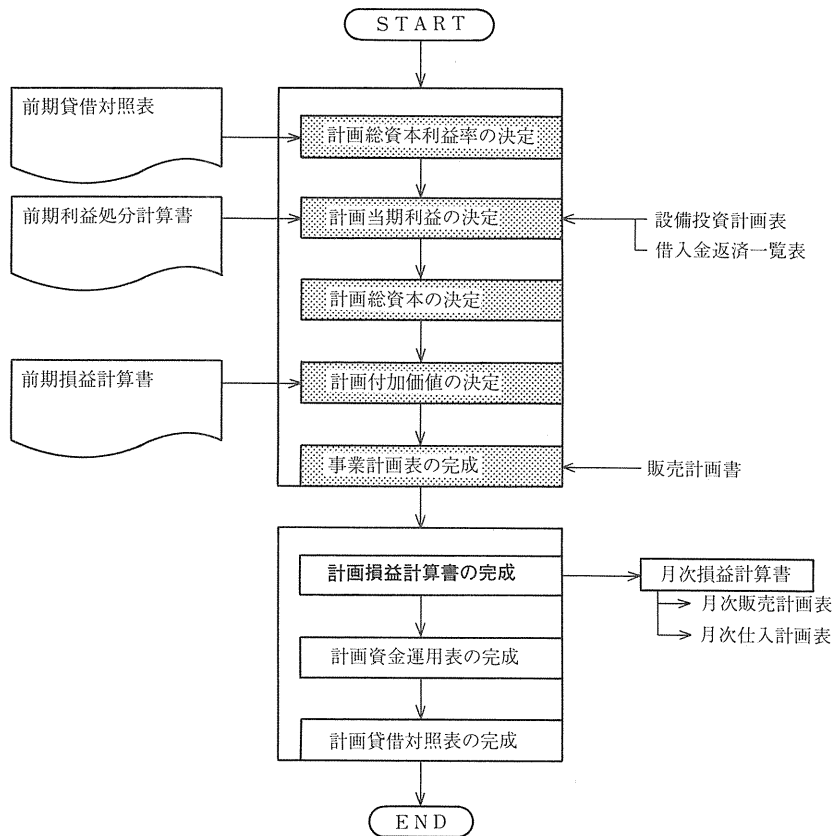 START
前期貸借対照表
計画総資本利益率の決定
前期利益処分計算書
計画当期利益の決定
設備投資計画表
借入金返済一覧表
計画総資本の決定
前期損益計算書
計画付加価値の決定
事業計画表の完成
販売計画書
計画損益計算書の完成
月次損益計算書
月次販売計画表
月次仕入計画表
計画資金運用表の完成
計画貸借対照表の完成
END